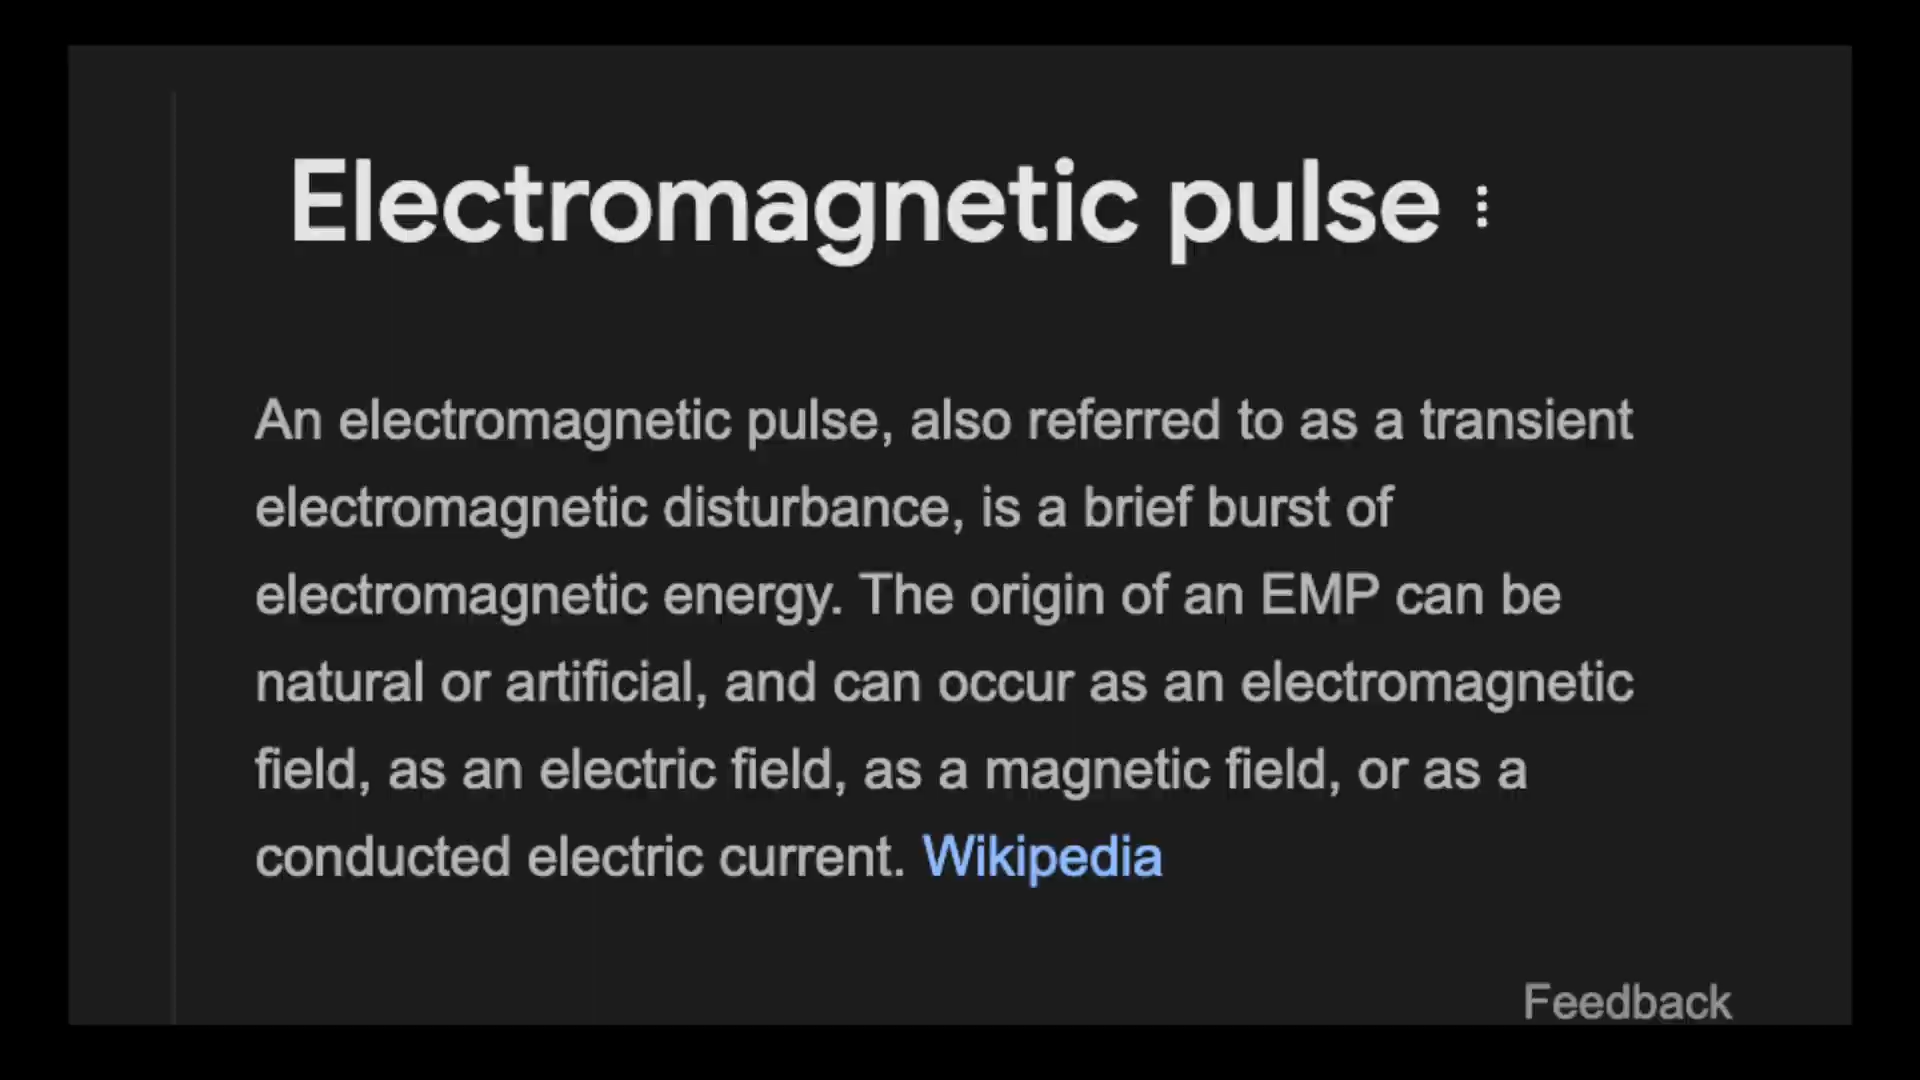 Electromagnetic pulse
An electromagnetic pulse, also referred to as a transient
electromagnetic disturbance, is a brief burst of
electromagnetic energy. The origin of an EMP can be
natural or artificial, and can occur as an electromagnetic
field, as an electric field, as a magnetic field, or as a
conducted electric current. Wikipedia
Feedback